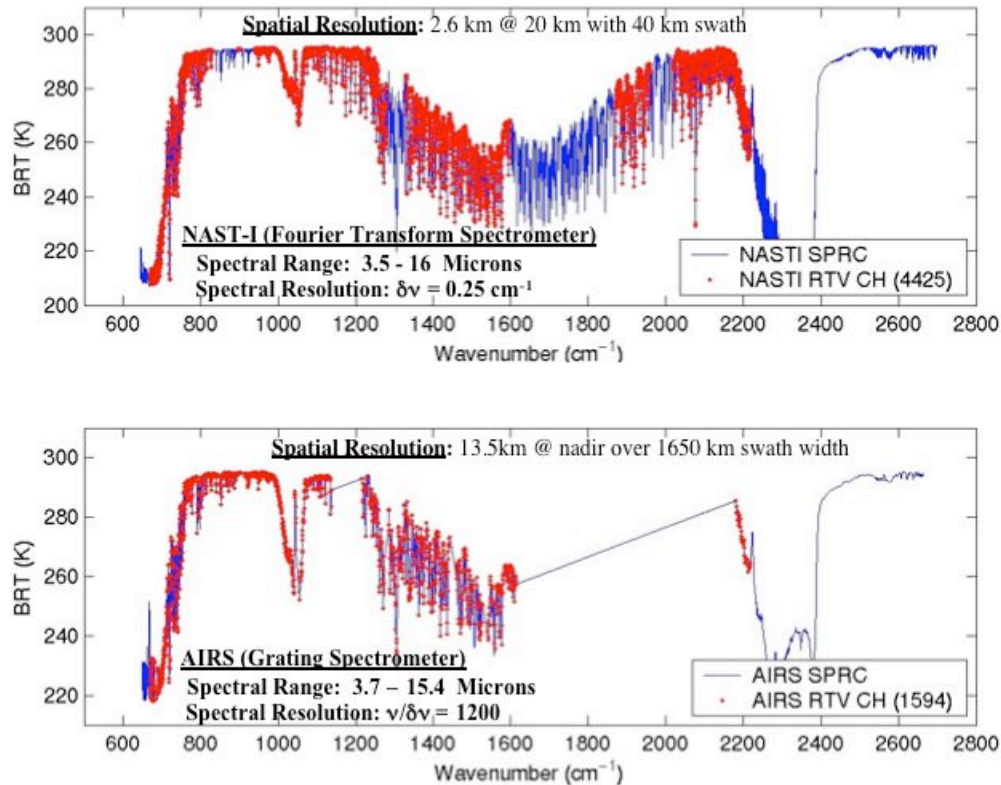 Spatial Resolution: 2.6 km @ 20 km with 40 km swath
300
290
280
270
260
250
240
230
220
210
200
BRT (K)
NAST-I (Fourier Transform Spectrometer)
Spectral Range: 3.5 - 16 Microns
Spectral Resolution: δν = 0.25 cm⁻¹
NASTI SPRC
NASTI RTV CH (4425)
600 800 1000 1200 1400 1600 1800 2000 2200 2400 2600 2800
Wavenumber (cm⁻¹)
Spatial Resolution: 13.5km @ nadir over 1650 km swath width
300
280
260
240
220
BRT (K)
AIRS (Grating Spectrometer)
Spectral Range: 3.7 – 15.4 Microns
Spectral Resolution: ν/δν = 1200
AIRS SPRC
AIRS RTV CH (1594)
600 800 1000 1200 1400 1600 1800 2000 2200 2400 2600 2800
Wavenumber (cm⁻¹)